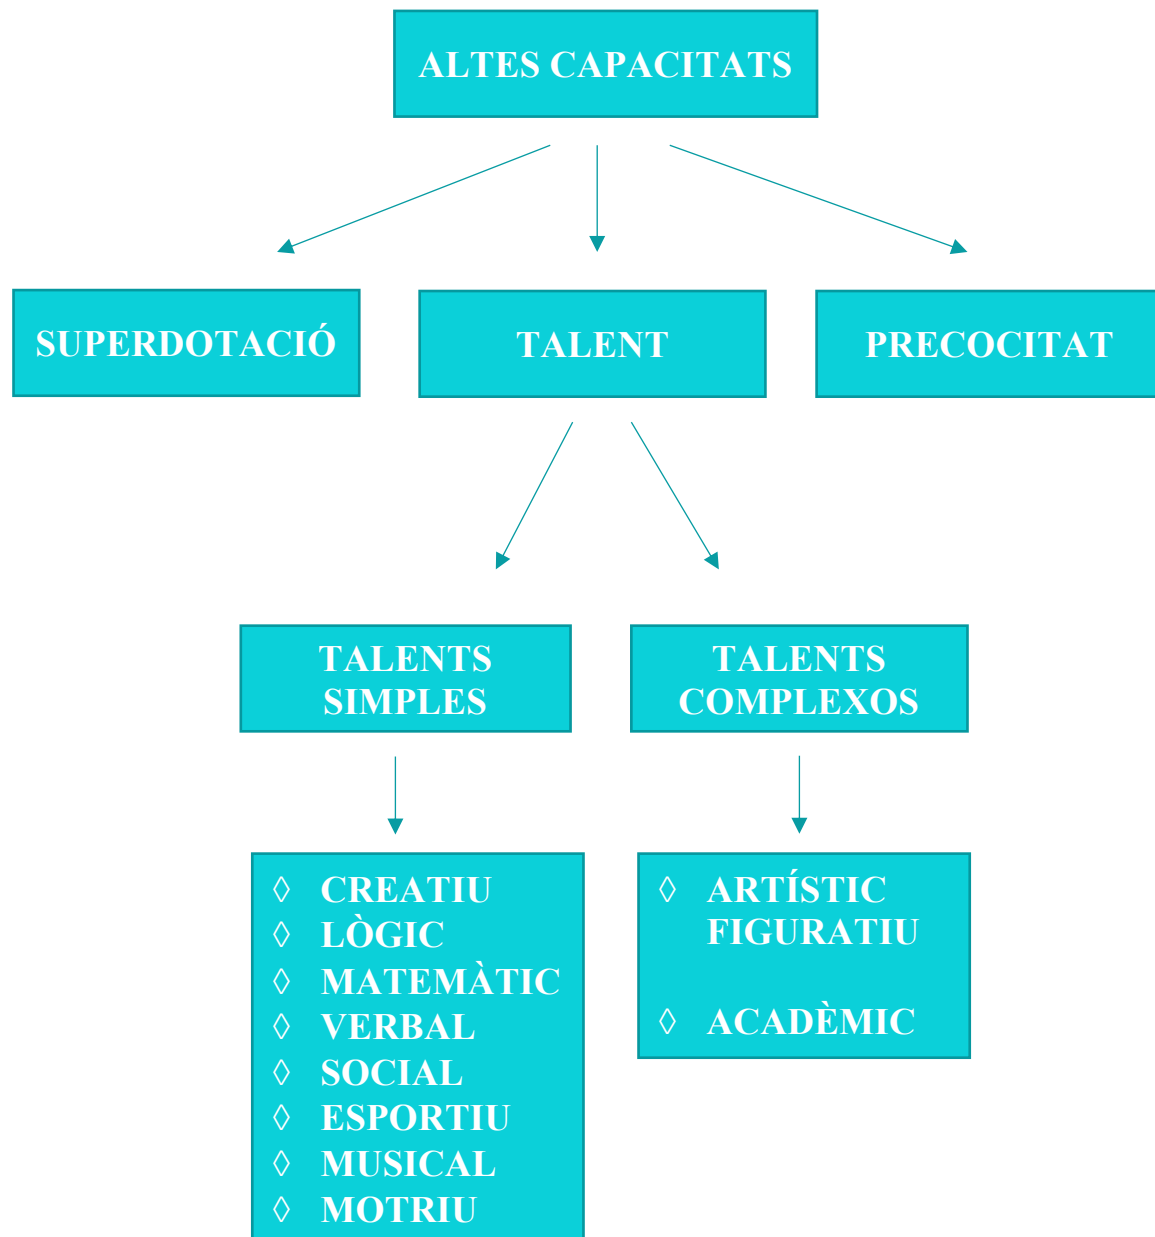 ALTES CAPACITATS
SUPERDOTACIÓ
TALENT
PRECOCITAT
TALENTS
SIMPLES
TALENTS
COMPLEXOS
◊ CREATIU
◊ LÒGIC
◊ MATEMÀTIC
◊ VERBAL
◊ SOCIAL
◊ ESPORTIU
◊ MUSICAL
◊ MOTRIU
◊ ARTÍSTIC
FIGURATIU
◊ ACADÈMIC